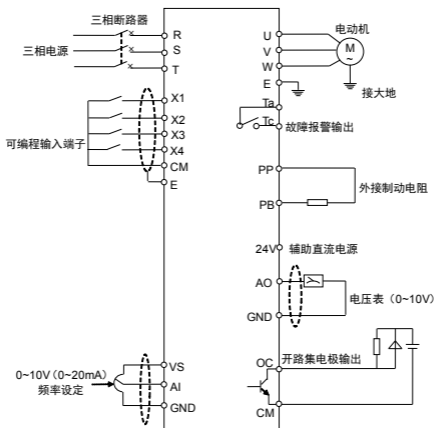 三相断路器
三相电源
R
S
T
X1
X2
X3
X4
CM
E
可编程输入端子
VS
AI
GND
0~10V（0~20mA）
频率设定
U
V
W
E
电动机
M
~
接大地
Ta
Tc
故障报警输出
PP
PB
外接制动电阻
24V
辅助直流电源
AO
GND
电压表（0~10V）
OC
开路集电极输出
CM